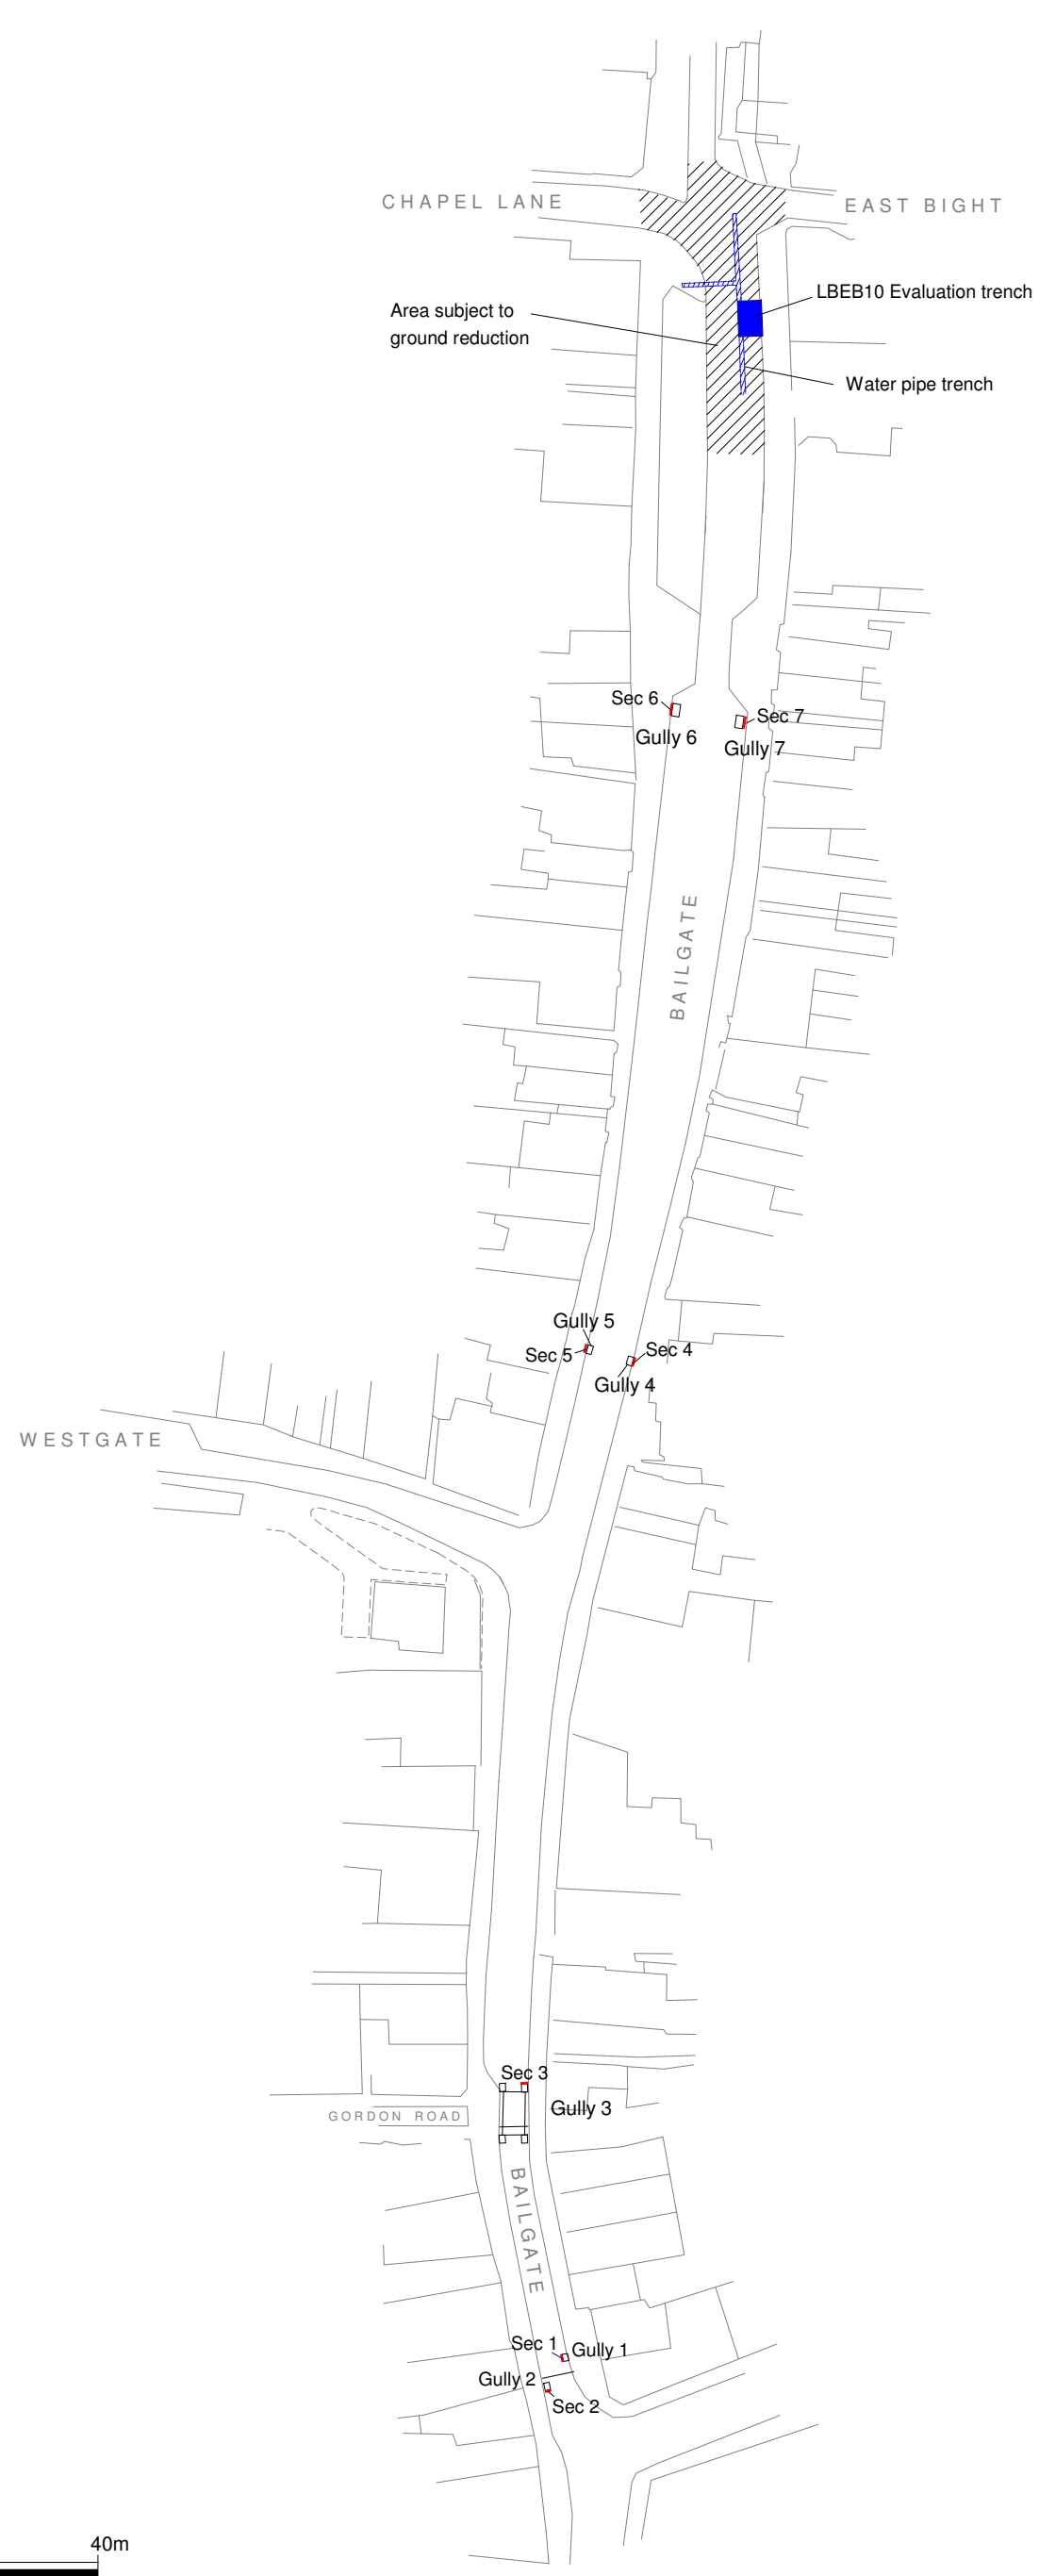 CHAPEL LANE
EAST BIGHT
LBEB10 Evaluation trench
Area subject to
ground reduction
Water pipe trench
Sec 6
Sec 7
Gully 6
Gully 7
BAILGATE
Gully 5
Sec 5
Sec 4
Gully 4
WESTGATE
Sec 3
Gully 3
GORDON ROAD
BAILGATE
Sec 1
Gully 1
Gully 2
Sec 2
40m